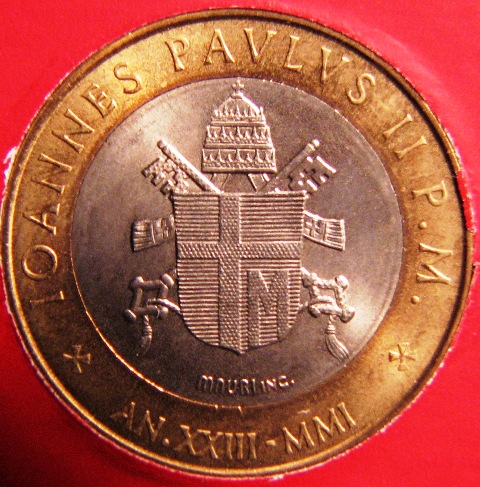 IOANNES PAVLVS II P. M.
M
MAURI INC.
AN. XXIII - MMI